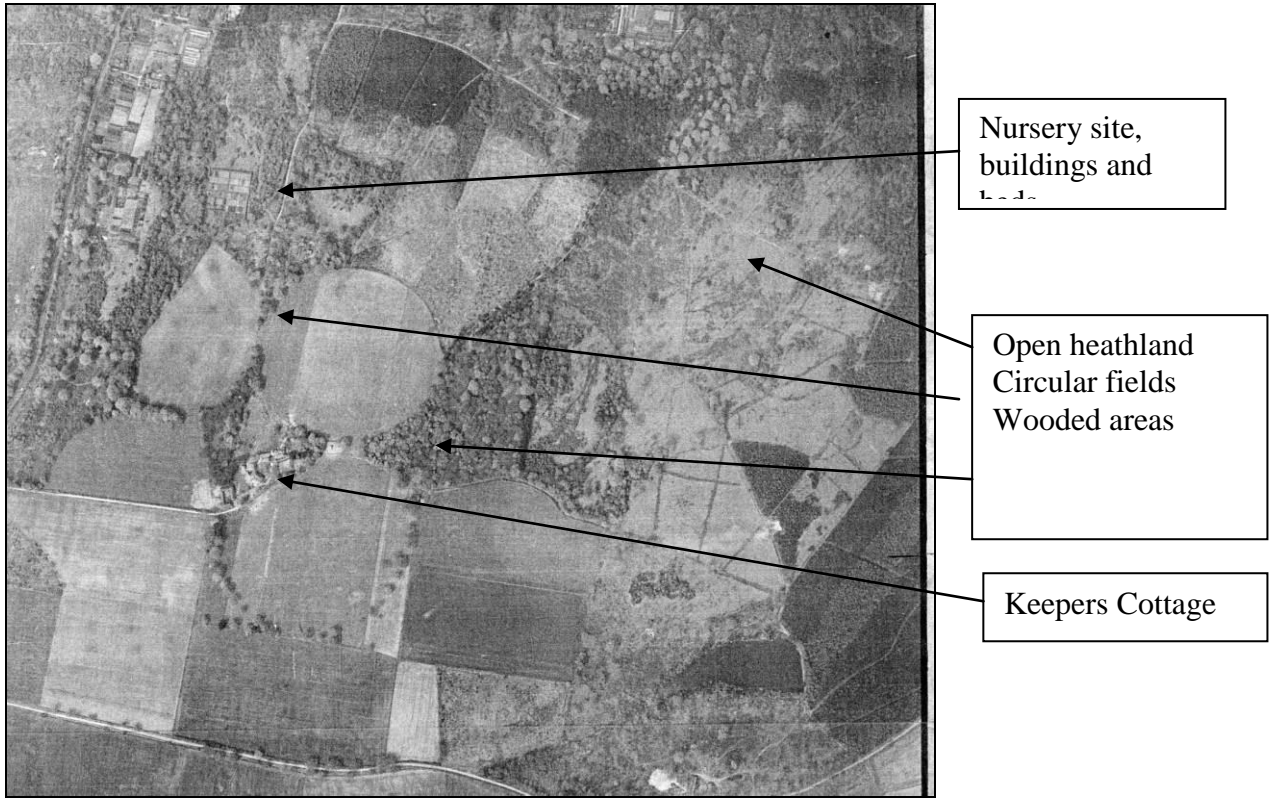 Nursery site,
buildings and
Open heathland
Circular fields
Wooded areas
Keepers Cottage